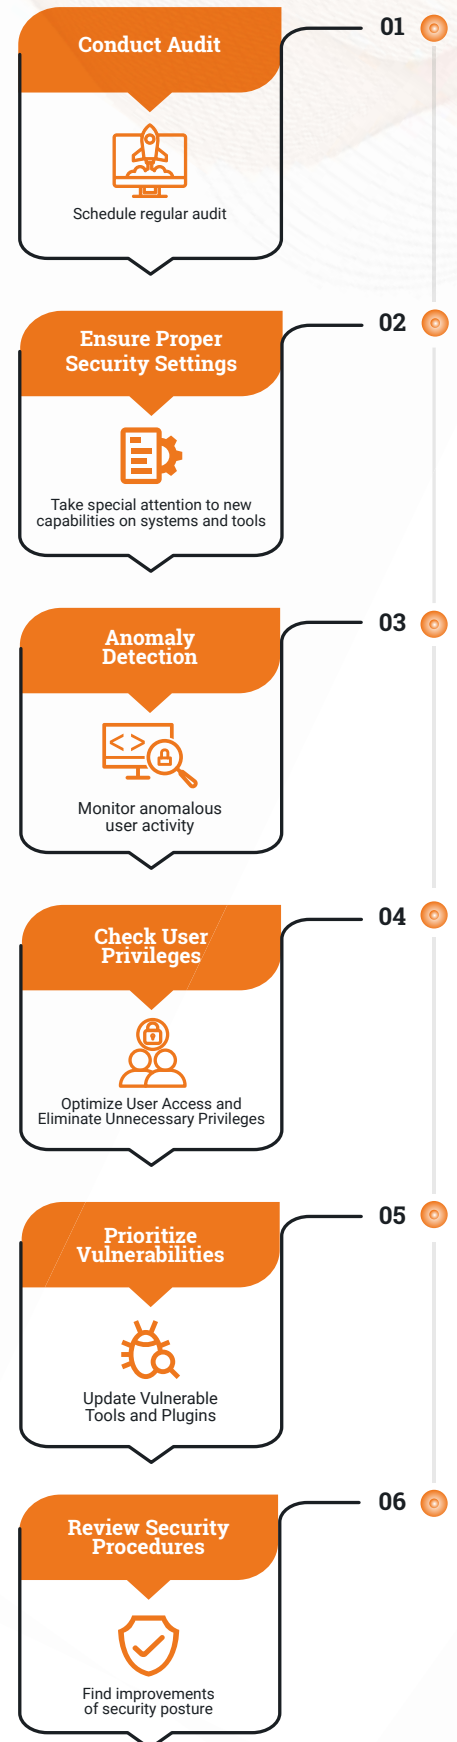 Conduct Audit
01
Schedule regular audit
Ensure Proper
Security Settings
02
Take special attention to new
capabilities on systems and tools
Anomaly
Detection
03
< >
Monitor anomalous
user activity
Check User
Privileges
04
Optimize User Access and
Eliminate Unnecessary Privileges
Prioritize
Vulnerabilities
05
Update Vulnerable
Tools and Plugins
Review Security
Procedures
06
Find improvements
of security posture